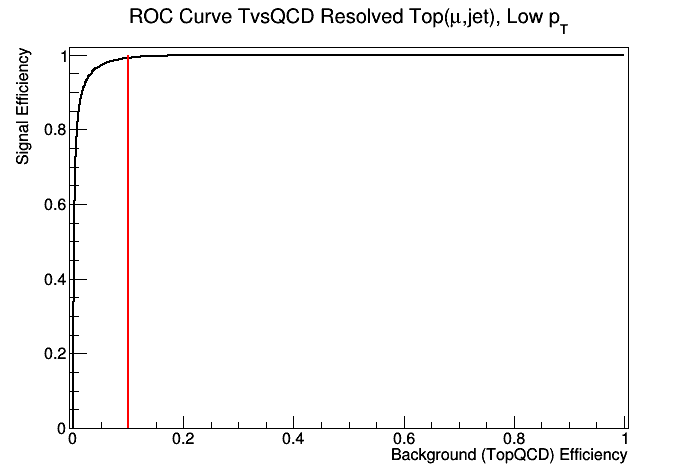 ROC Curve TvsQCD Resolved Top(μ,jet), Low p_T
Signal Efficiency
1
0.8
0.6
0.4
0.2
0
0 0.2 0.4 0.6 0.8 1
Background (TopQCD) Efficiency